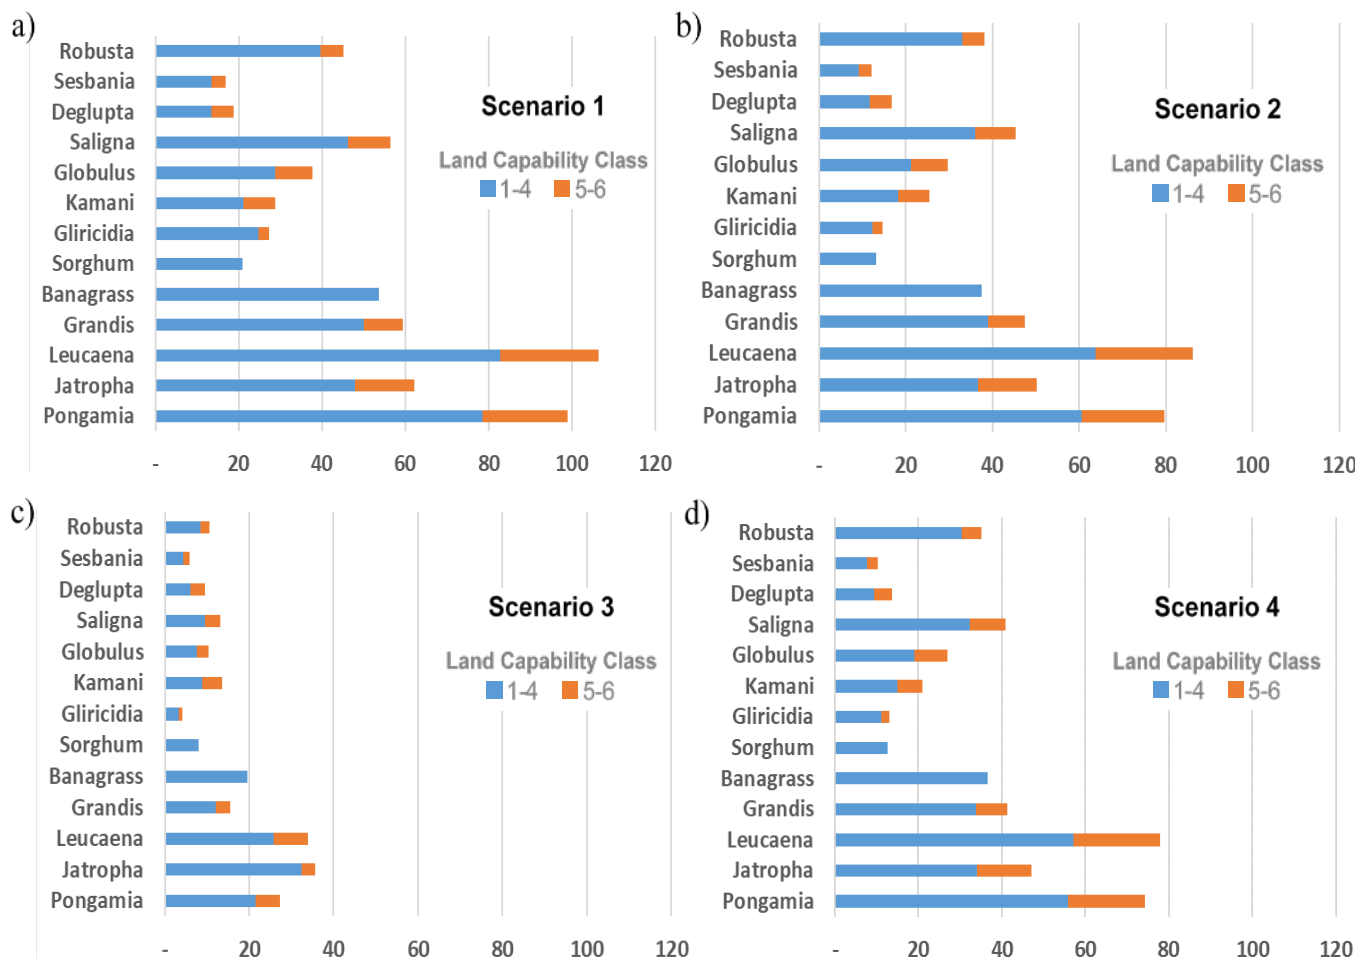 a)
Robusta
Sesbania
Deglupta
Saligna
Globulus
Kamani
Gliricidia
Sorghum
Banagrass
Grandis
Leucaena
Jatropha
Pongamia
Scenario 1
Land Capability Class
1-4 5-6
- 20 40 60 80 100 120
b)
Robusta
Sesbania
Deglupta
Saligna
Globulus
Kamani
Gliricidia
Sorghum
Banagrass
Grandis
Leucaena
Jatropha
Pongamia
Scenario 2
Land Capability Class
1-4 5-6
- 20 40 60 80 100 120
c)
Robusta
Sesbania
Deglupta
Saligna
Globulus
Kamani
Gliricidia
Sorghum
Banagrass
Grandis
Leucaena
Jatropha
Pongamia
Scenario 3
Land Capability Class
1-4 5-6
- 20 40 60 80 100 120
d)
Robusta
Sesbania
Deglupta
Saligna
Globulus
Kamani
Gliricidia
Sorghum
Banagrass
Grandis
Leucaena
Jatropha
Pongamia
Scenario 4
Land Capability Class
1-4 5-6
- 20 40 60 80 100 120